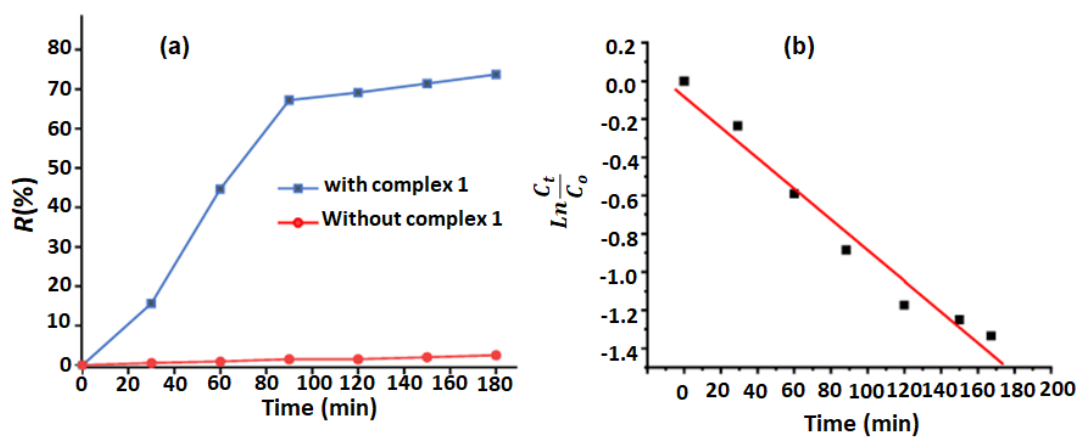 (a)
80
70
60
50
40
30
20
10
0
R(%)
with complex 1
Without complex 1
0 20 40 60 80 100 120 140 160 180
Time (min)
(b)
0.2
0.0
-0.2
-0.4
-0.6
-0.8
-1.0
-1.2
-1.4
Ln C_t/C_o
0 20 40 60 80 100 120 140 160 180 200
Time (min)